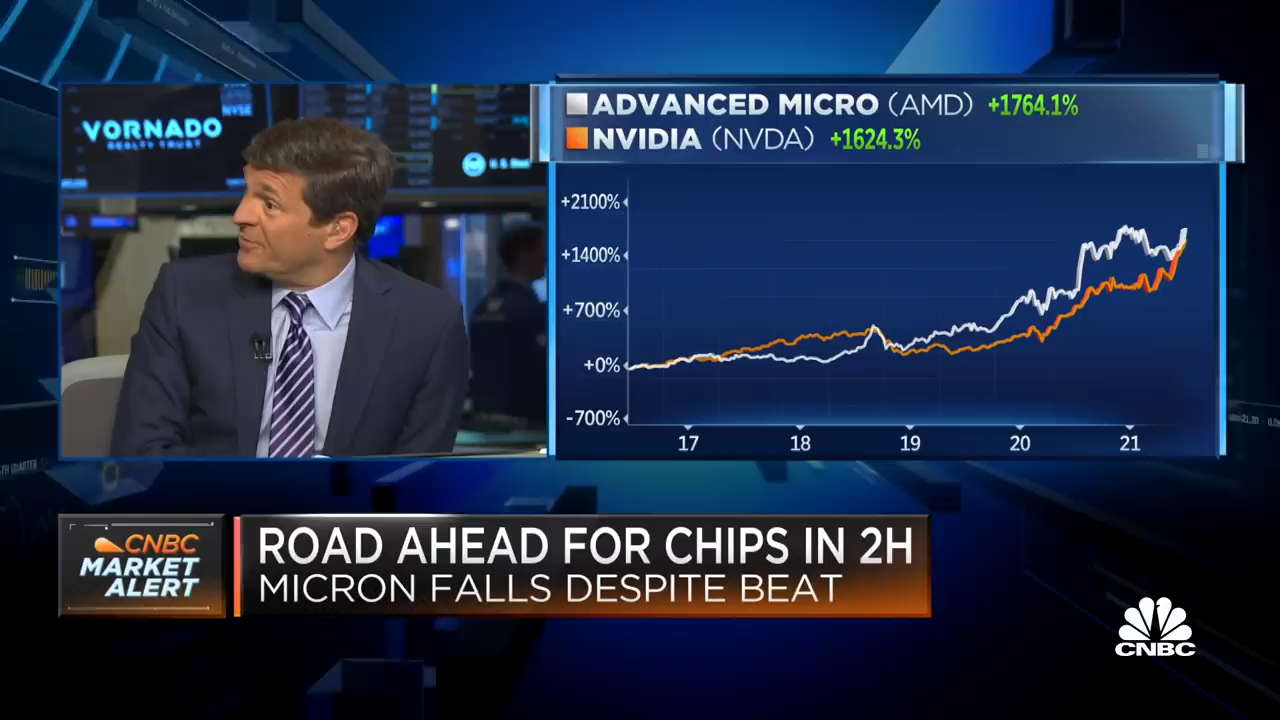 NYSE
VORNADO
REALTY TRUST
ADVANCED MICRO (AMD) +1764.1%
NVIDIA (NVDA) +1624.3%
+2100%
+1400%
+700%
+0%
-700%
17 18 19 20 21
CNBC
MARKET
ALERT
ROAD AHEAD FOR CHIPS IN 2H
MICRON FALLS DESPITE BEAT
CNBC